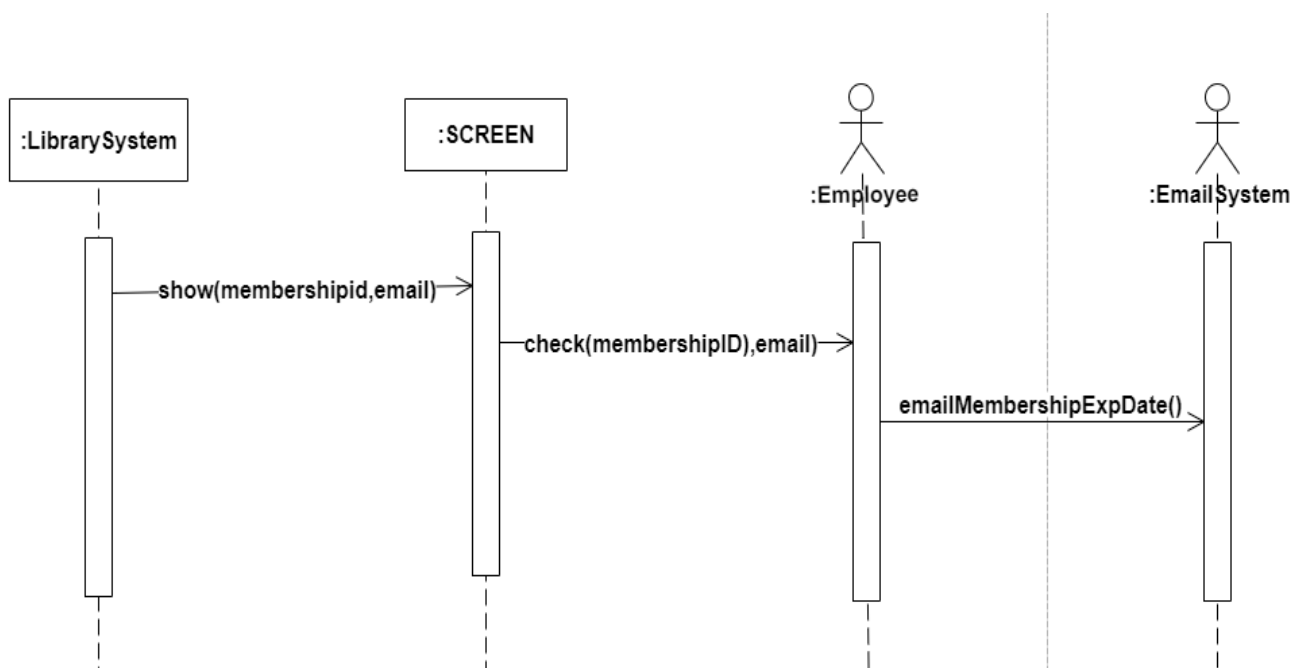 :LibrarySystem
:SCREEN
:Employee
:EmailSystem
show(membershipid,email)
check(membershipID),email)
emailMembershipExpDate()